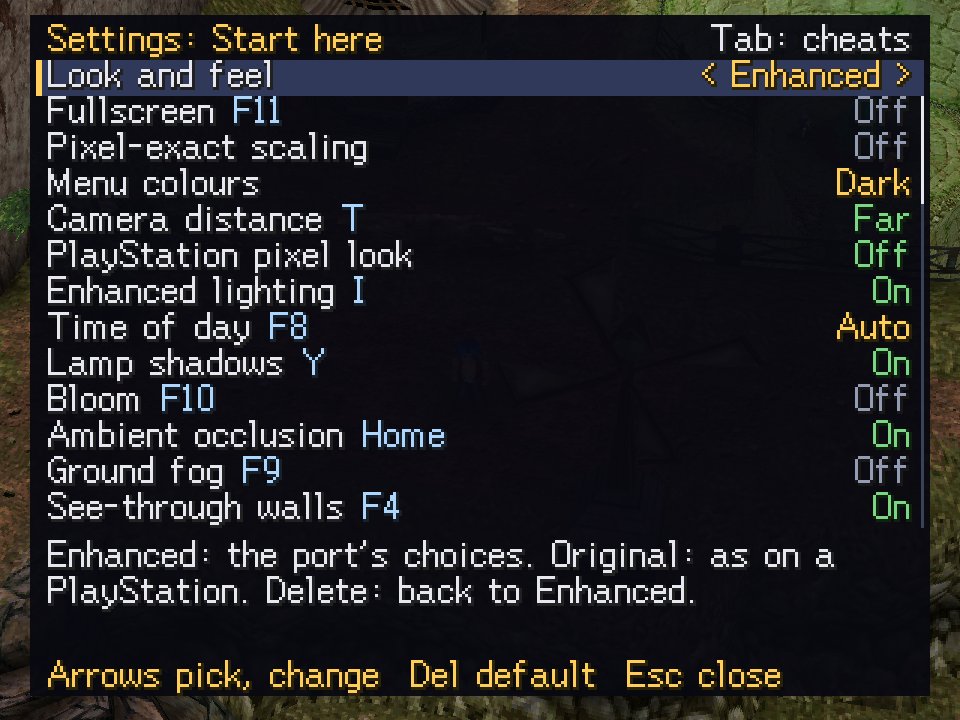 Settings: Start here Tab: cheats
Look and feel < Enhanced >
Fullscreen F11 Off
Pixel-exact scaling Off
Menu colours Dark
Camera distance T Far
PlayStation pixel look Off
Enhanced lighting I On
Time of day F8 Auto
Lamp shadows Y On
Bloom F10 Off
Ambient occlusion Home On
Ground fog F9 Off
See-through walls F4 On
Enhanced: the port's choices. Original: as on a
PlayStation. Delete: back to Enhanced.
Arrows pick, change Del default Esc close